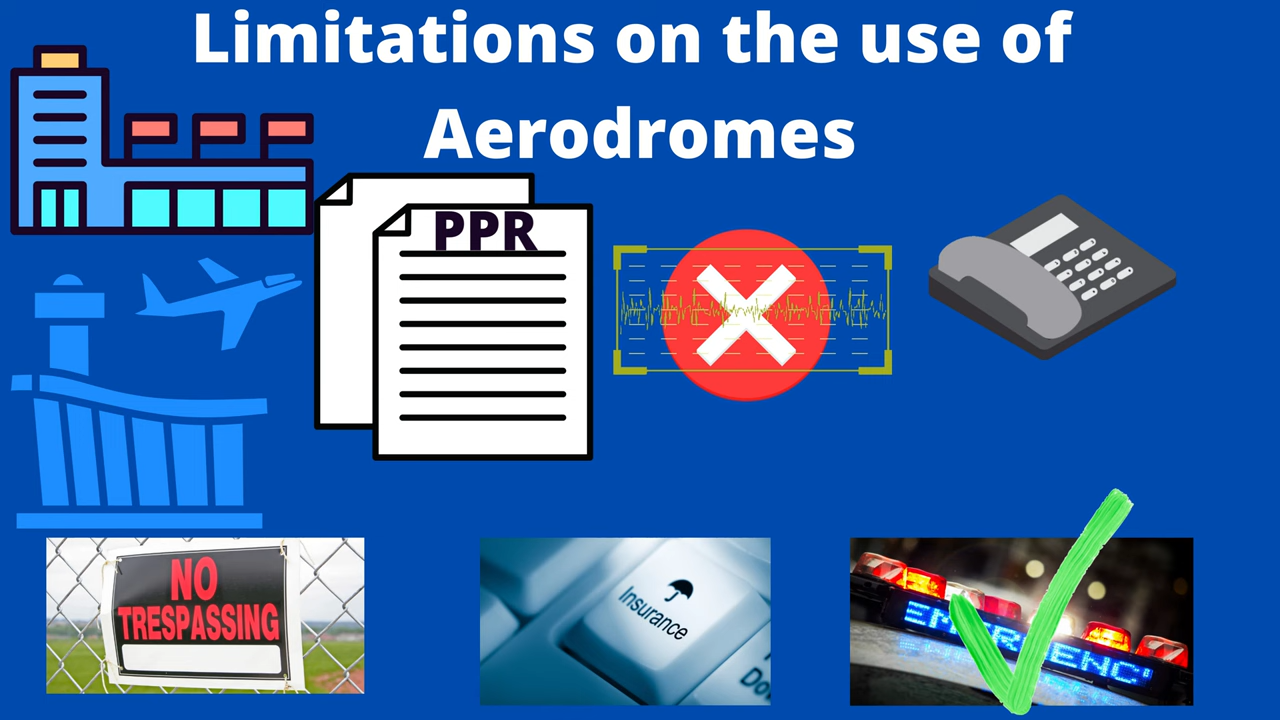 Limitations on the use of
Aerodromes
PPR
NO
TRESPASSING
Insurance